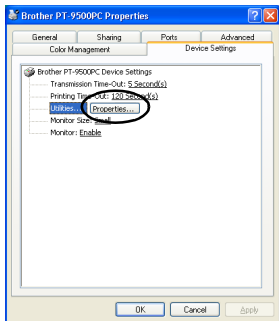 Brother PT-9500PC Properties
General Sharing Ports Advanced
Color Management Device Settings
Brother PT-9500PC Device Settings
Transmission Time-Out: 5 Second(s)
Printing Time-Out: 120 Second(s)
Utilities... Properties...
Monitor Size: Small
Monitor: Enable
OK Cancel Apply